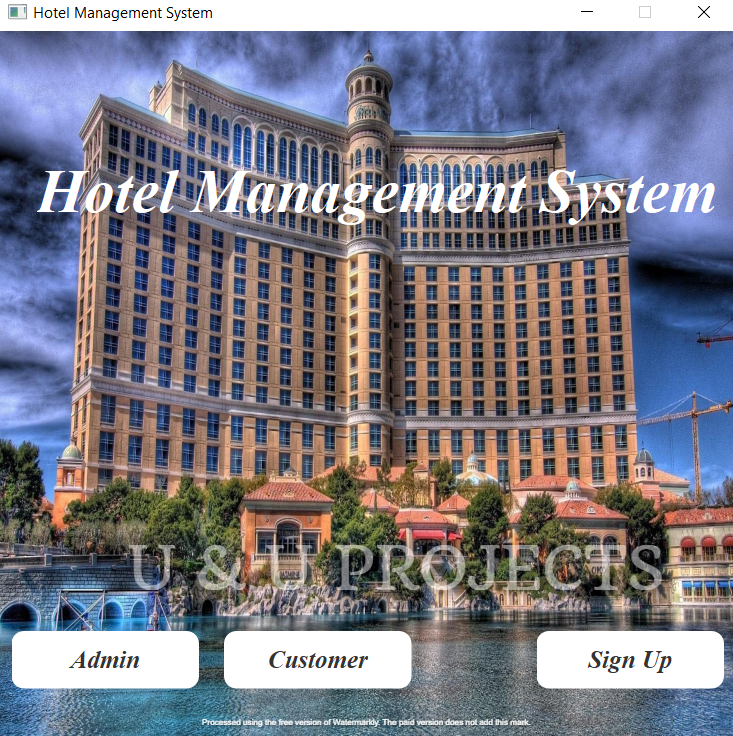 Hotel Management System
Hotel Management System
U & U PROJECTS
Admin
Customer
Sign Up
Processed using the free version of Watermarkly. The paid version does not add this mark.